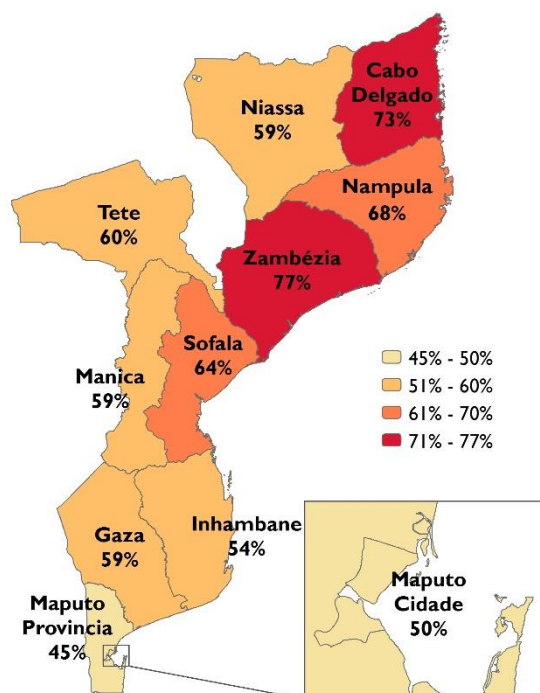 Cabo
Delgado
73%
Niassa
59%
Nampula
68%
Tete
60%
Zambézia
77%
Sofala
64%
Manica
59%
45% - 50%
51% - 60%
61% - 70%
71% - 77%
Inhambane
54%
Gaza
59%
Maputo
Provincia
45%
Maputo
Cidade
50%